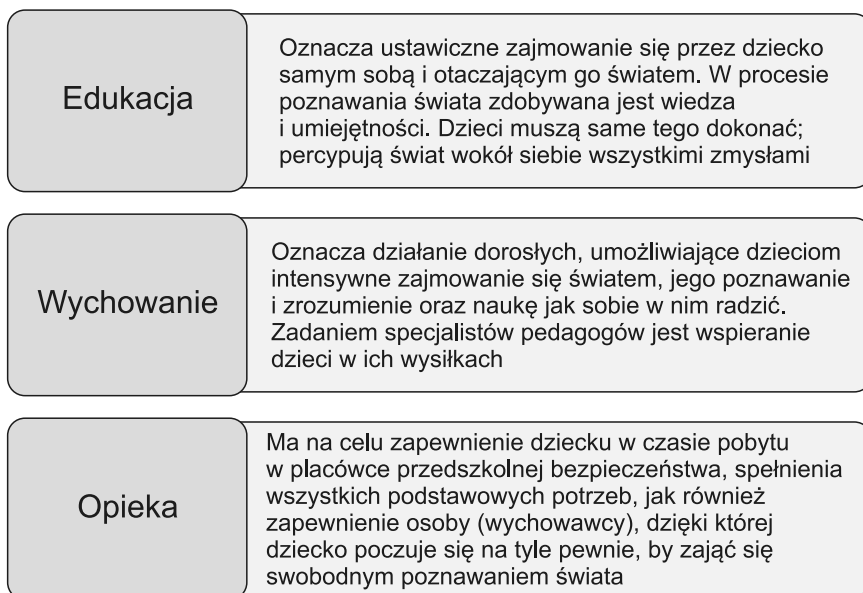 Edukacja
Oznacza ustawiczne zajmowanie się przez dziecko
samym sobą i otaczającym go światem. W procesie
poznawania świata zdobywana jest wiedza
i umiejętności. Dzieci muszą same tego dokonać;
percypują świat wokół siebie wszystkimi zmysłami
Wychowanie
Oznacza działanie dorosłych, umożliwiające dzieciom
intensywne zajmowanie się światem, jego poznawanie
i zrozumienie oraz naukę jak sobie w nim radzić.
Zadaniem specjalistów pedagogów jest wspieranie
dzieci w ich wysiłkach
Opieka
Ma na celu zapewnienie dziecku w czasie pobytu
w placówce przedszkolnej bezpieczeństwa, spełnienia
wszystkich podstawowych potrzeb, jak również
zapewnienie osoby (wychowawcy), dzięki której
dziecko poczuje się na tyle pewnie, by zająć się
swobodnym poznawaniem świata